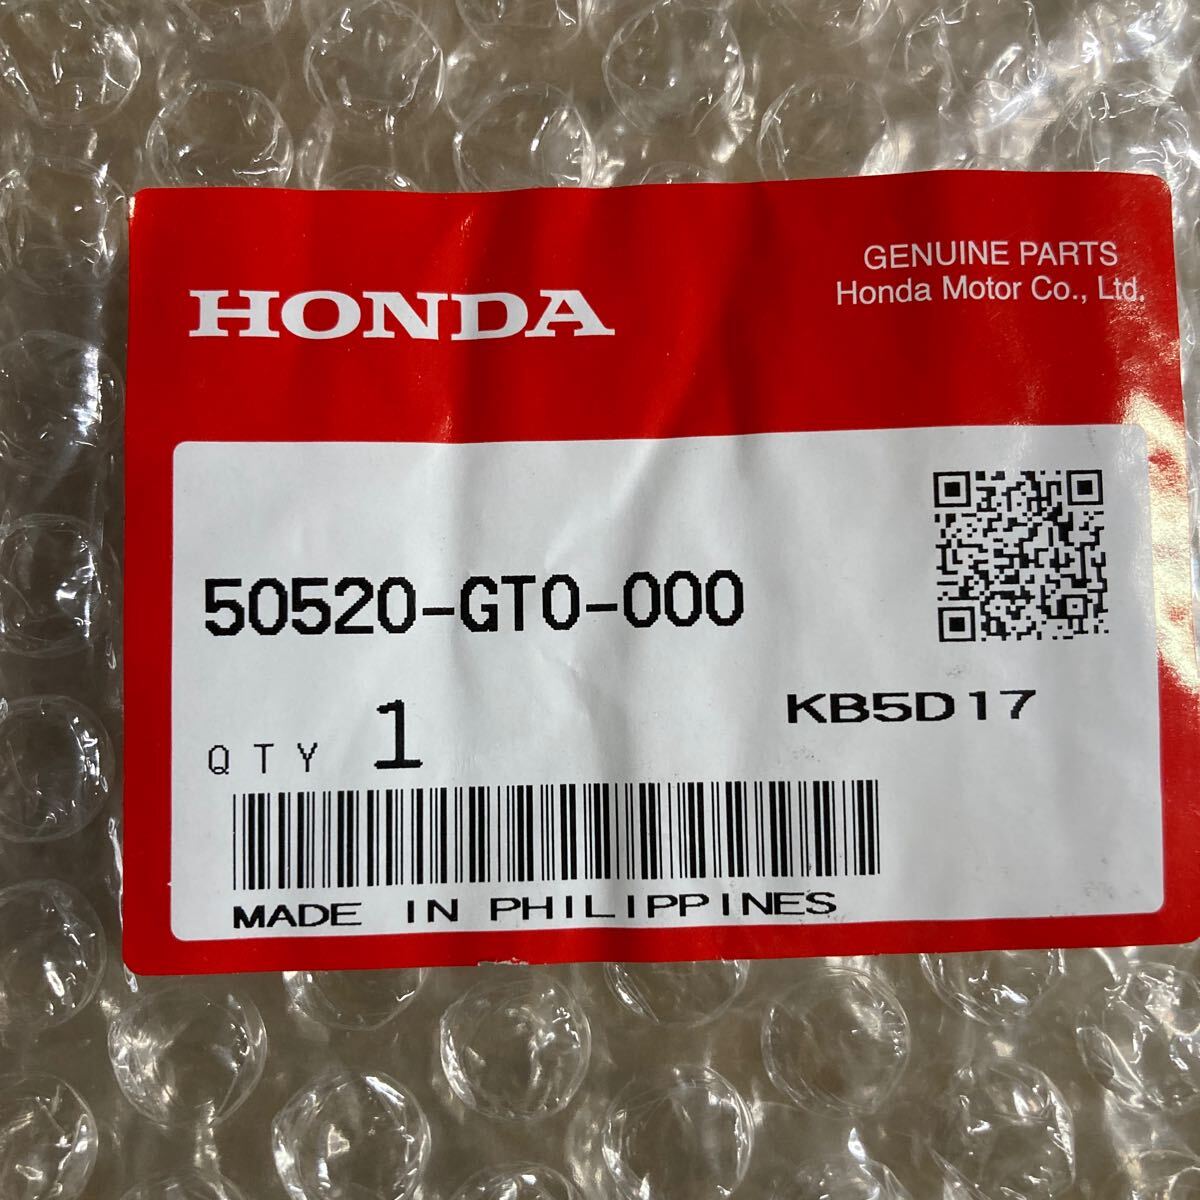 HONDA
GENUINE PARTS
Honda Motor Co., Ltd.
50520-GT0-000
QTY 1
KB5D17
MADE IN PHILIPPINES